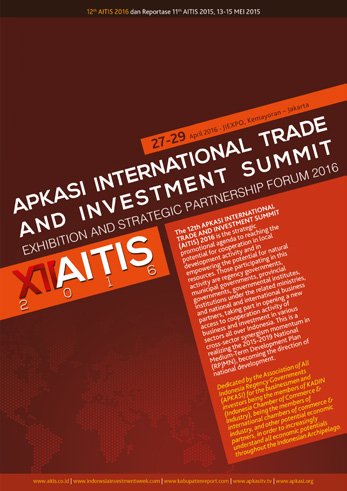 12th AITIS 2016 dan Reportase 11th AITIS 2015, 13-15 MEI 2015
27-29 April 2016 - JIEXPO, Kemayoran - Jakarta
APKASI INTERNATIONAL TRADE
AND INVESTMENT SUMMIT
EXHIBITION AND STRATEGIC PARTNERSHIP FORUM 2016
XII AITIS
2 0 1 6
The 12th APKASI INTERNATIONAL
TRADE AND INVESTMENT SUMMIT
(AITIS) 2016 is the strategic
promotional agenda to reaching the
potential for cooperation in local
development activity and in
empowering the potential for natural
resources. Those participating in this
activity are regency governments,
municipal governments, provincial
governments, governmental institutes,
institutions under the related ministries,
and national and international business
partners, taking part in opening a new
access to cooperation activity of
business and investment in various
sectors all over Indonesia. This is a
cross-sector synergism momentum in
realizing the 2015-2019 National
Medium-Term Development Plan
(RPJMN), becoming the direction of
national development.
Dedicated by the Association of All
Indonesia Regency Governments
(APKASI) for the businessmen and
investors being the members of KADIN
(Indonesia Chamber of Commerce &
Industry), being the members of
international chambers of commerce &
industry, and other potential economic
partners, in order to increasingly
understand all economic potentials
throughout the Indonesian Archipelago.
www.aitis.co.id | www.indonesiainvestmentweek.com | www.kabupatenreport.com | www.apkasitv.tv | www.apkasi.org